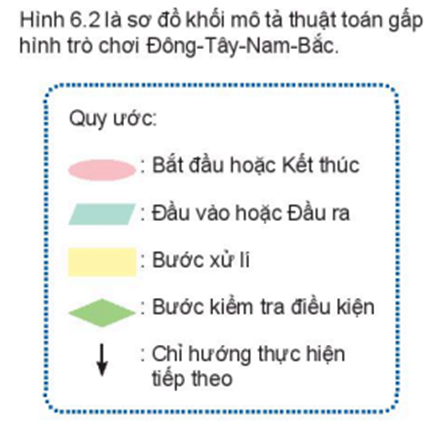 Hình 6.2 là sơ đồ khối mô tả thuật toán gấp
hình trò chơi Đông-Tây-Nam-Bắc.
Quy ước:
: Bắt đầu hoặc Kết thúc
: Đầu vào hoặc Đầu ra
: Bước xử lí
: Bước kiểm tra điều kiện
: Chỉ hướng thực hiện
tiếp theo